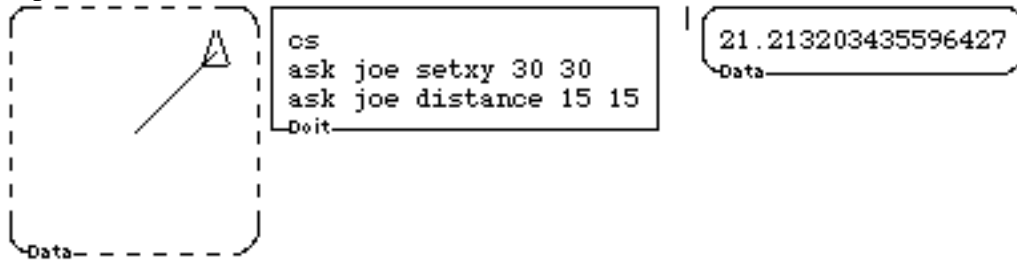 cs
ask joe setxy 30 30
ask joe distance 15 15
Doit
21.213203435596427
Data
Data